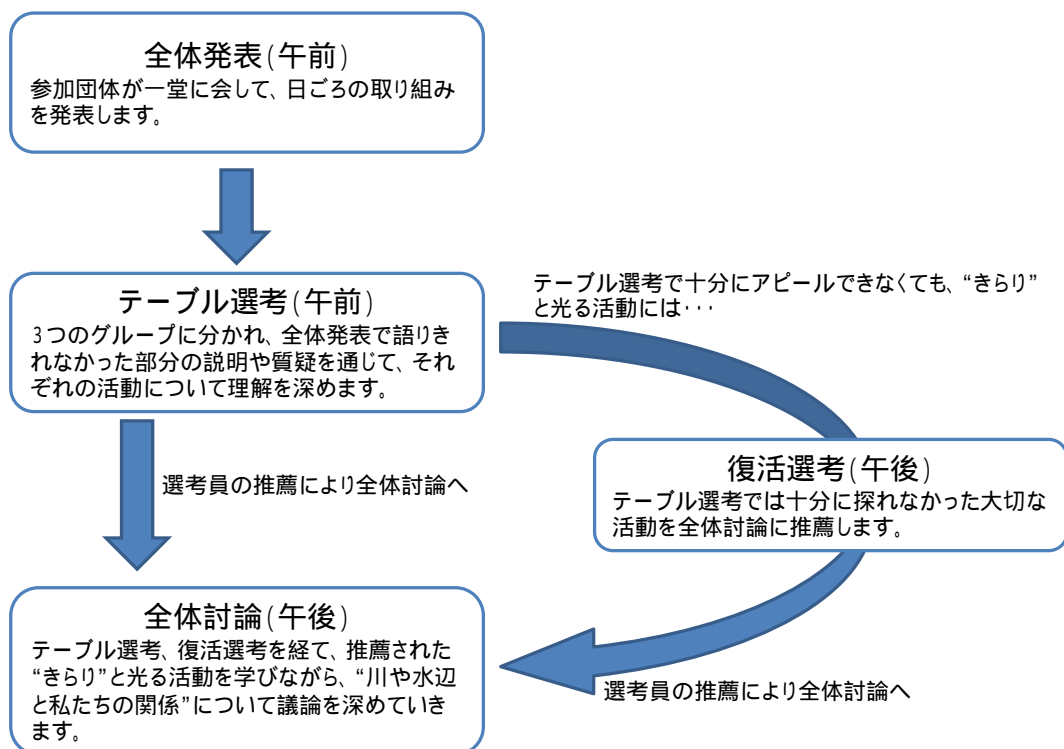 全体発表(午前)
参加団体が一堂に会して、日ごろの取り組み
を発表します。
テーブル選考(午前)
3つのグループに分かれ、全体発表で語りき
れなかった部分の説明や質疑を通じて、それ
ぞれの活動について理解を深めます。
テーブル選考で十分にアピールできなくても、“きらり”
と光る活動には・・・
選考員の推薦により全体討論へ
復活選考(午後)
テーブル選考では十分に探れなかった大切な
活動を全体討論に推薦します。
全体討論(午後)
テーブル選考、復活選考を経て、推薦された
“きらり”と光る活動を学びながら、“川や水辺
と私たちの関係”について議論を深めていき
ます。
選考員の推薦により全体討論へ